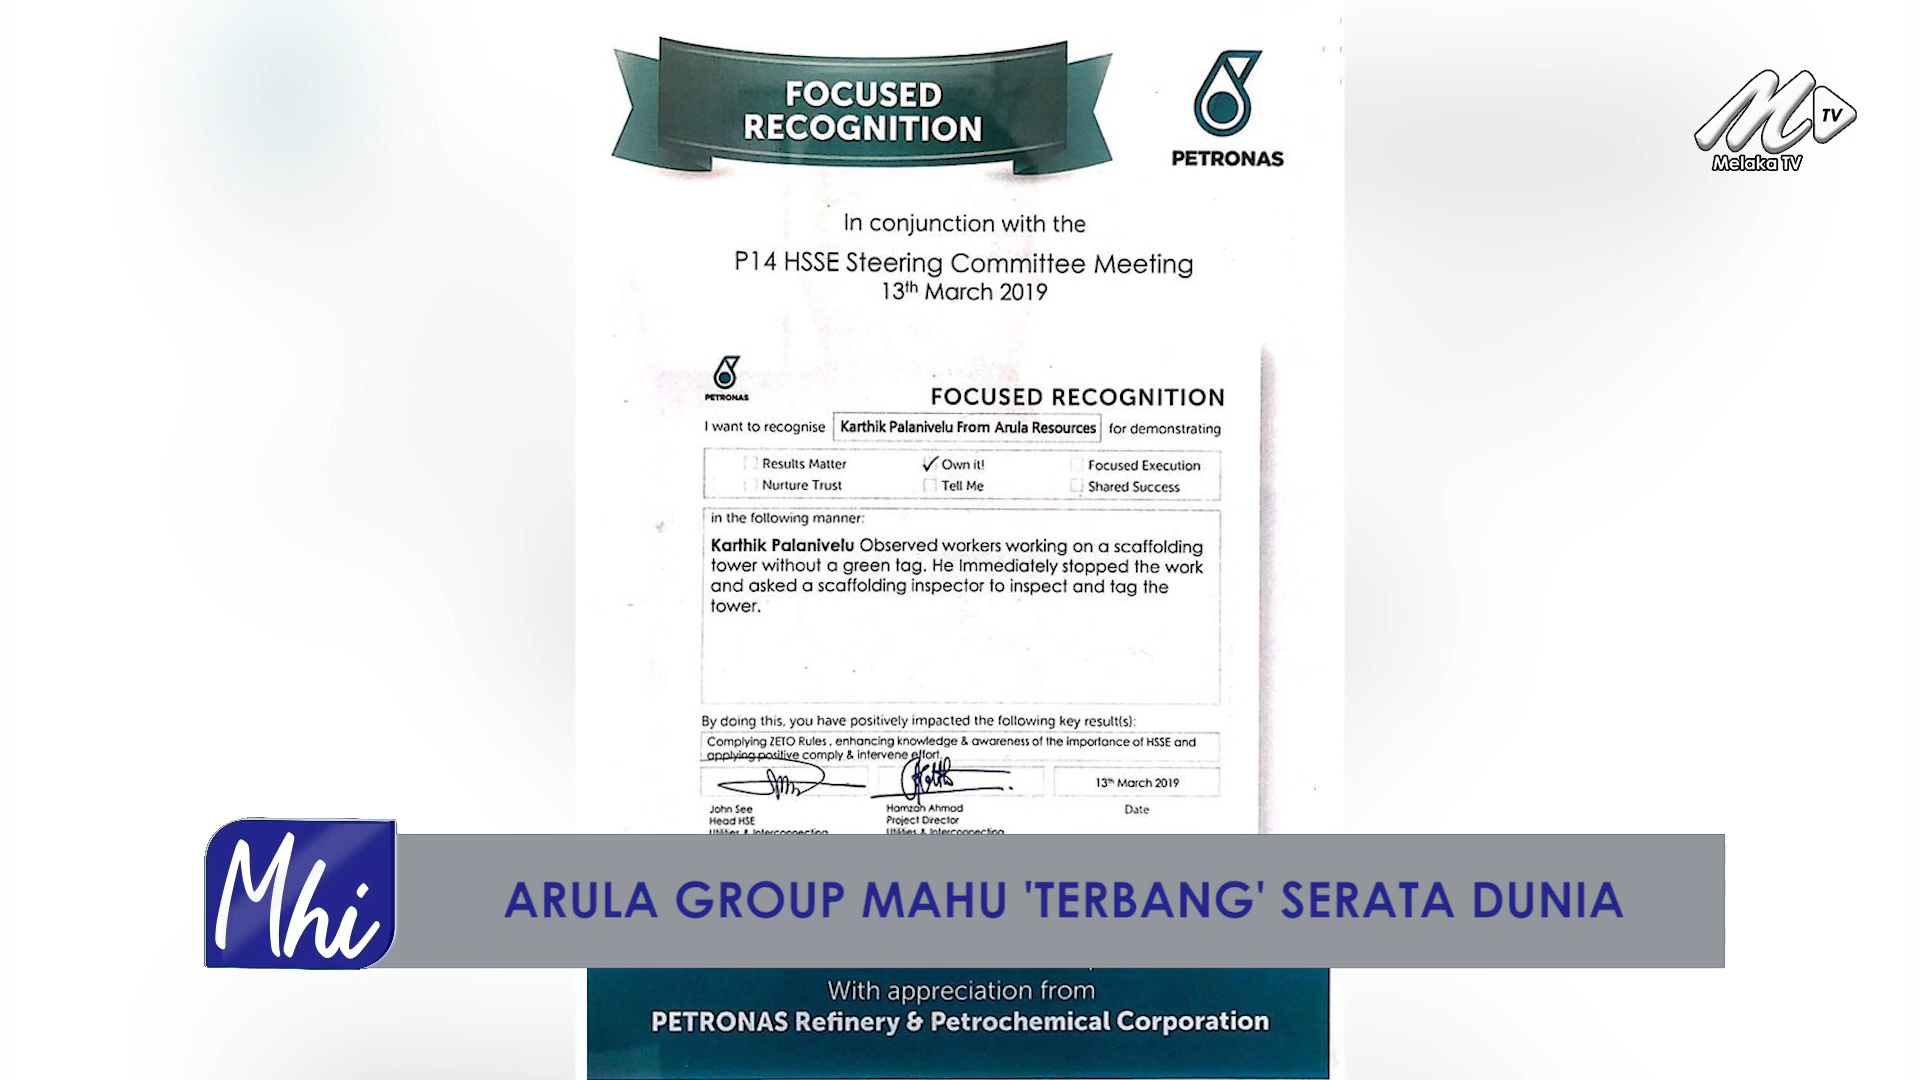 FOCUSED
RECOGNITION
PETRONAS
TV
Melaka TV
In conjunction with the
P14 HSSE Steering Committee Meeting
13th March 2019
PETRONAS
FOCUSED RECOGNITION
I want to recognise Karthik Palanivelu From Arula Resources for demonstrating
Results Matter Own it! Focused Execution
Nurture Trust Tell Me Shared Success
in the following manner:
Karthik Palanivelu Observed workers working on a scaffolding
tower without a green tag. He Immediately stopped the work
and asked a scaffolding inspector to inspect and tag the
tower.
By doing this, you have positively impacted the following key result(s):
Complying ZETO Rules , enhancing knowledge & awareness of the importance of HSSE and
applying positive comply & intervene effort.
13th March 2019
John See Hamzah Ahmad Date
Head HSE Project Director
Utilities & Interconnecting Utilities & Interconnecting
Mhi
ARULA GROUP MAHU 'TERBANG' SERATA DUNIA
With appreciation from
PETRONAS Refinery & Petrochemical Corporation